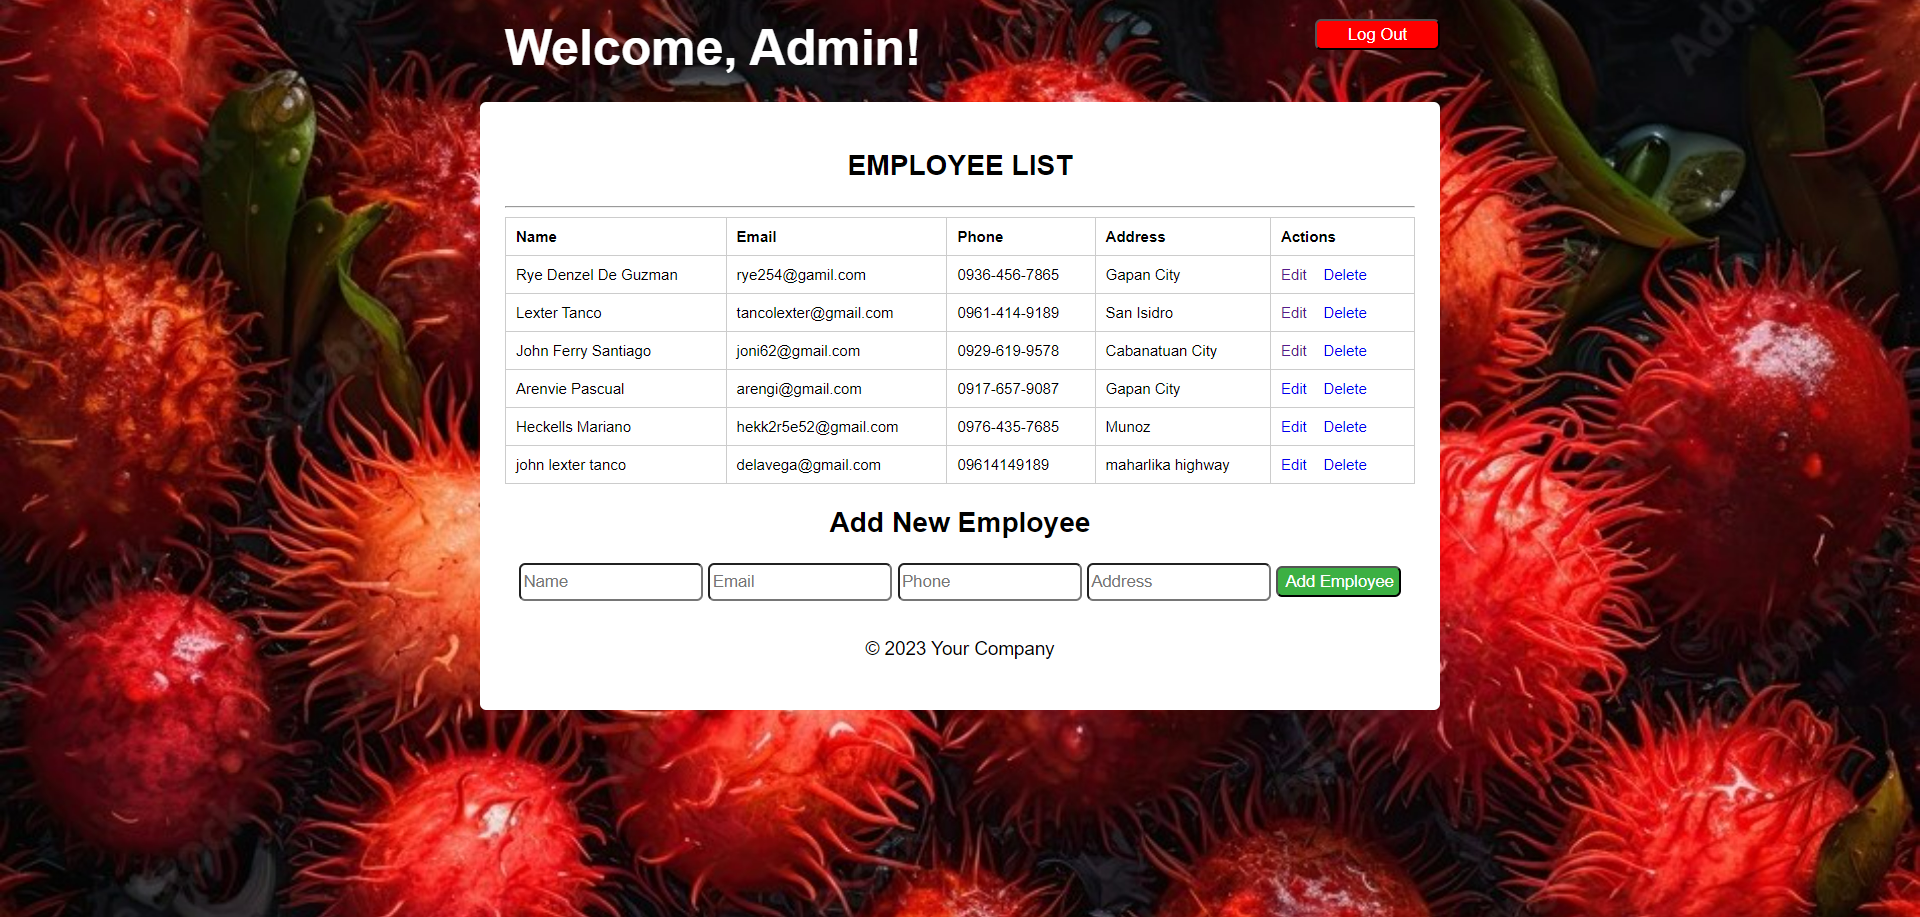 Welcome, Admin!
Log Out
EMPLOYEE LIST
Name Email Phone Address Actions
Rye Denzel De Guzman rye254@gamil.com 0936-456-7865 Gapan City Edit Delete
Lexter Tanco tancolexter@gmail.com 0961-414-9189 San Isidro Edit Delete
John Ferry Santiago joni62@gmail.com 0929-619-9578 Cabanatuan City Edit Delete
Arenvie Pascual arengi@gmail.com 0917-657-9087 Gapan City Edit Delete
Heckells Mariano hekk2r5e52@gmail.com 0976-435-7685 Munoz Edit Delete
john lexter tanco delavega@gmail.com 09614149189 maharlika highway Edit Delete
Add New Employee
Name Email Phone Address Add Employee
© 2023 Your Company